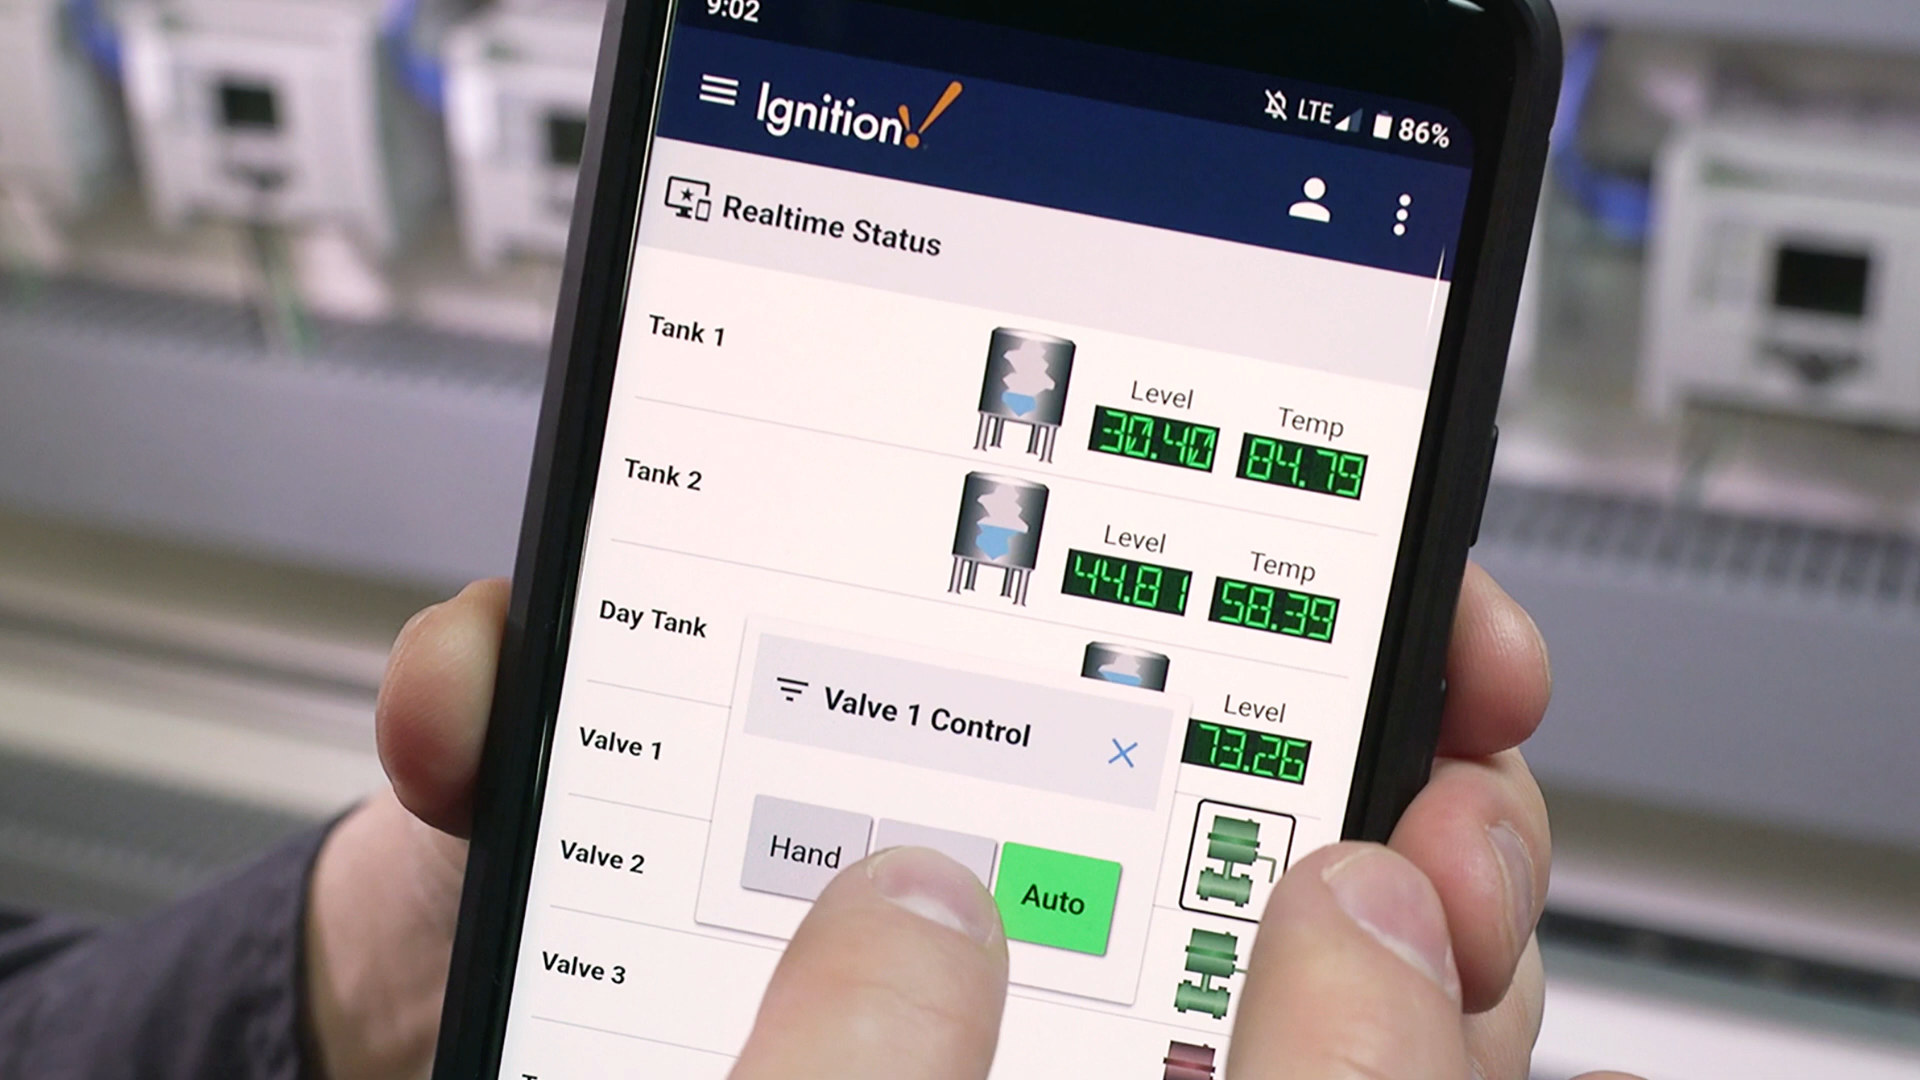 9:02
LTE 86%
Ignition!
Realtime Status
Tank 1
Level Temp
30.40 84.79
Tank 2
Level Temp
44.81 58.39
Day Tank
Level
73.26
Valve 1 Control
Hand Auto
Valve 1
Valve 2
Valve 3